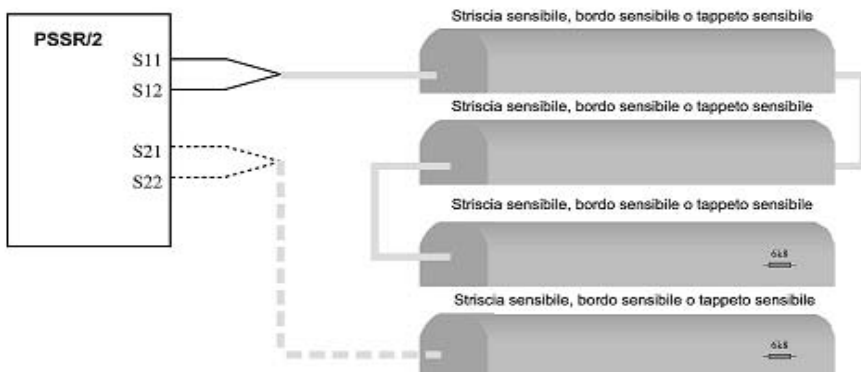 Striscia sensibile, bordo sensibile o tappeto sensibile
PSSR/2
S11
S12
Striscia sensibile, bordo sensibile o tappeto sensibile
S21
S22
Striscia sensibile, bordo sensibile o tappeto sensibile
6k8
Striscia sensibile, bordo sensibile o tappeto sensibile
6k8